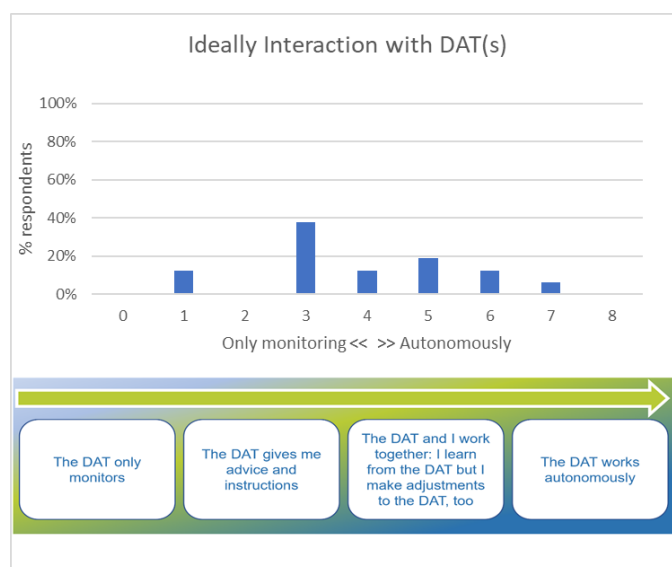 Ideally Interaction with DAT(s)
100%
80%
60%
40%
20%
0%
% respondents
0 1 2 3 4 5 6 7 8
Only monitoring << >> Autonomously
The DAT only
monitors
The DAT gives me
advice and
instructions
The DAT and I work
together: I learn
from the DAT but I
make adjustments
to the DAT, too
The DAT works
autonomously